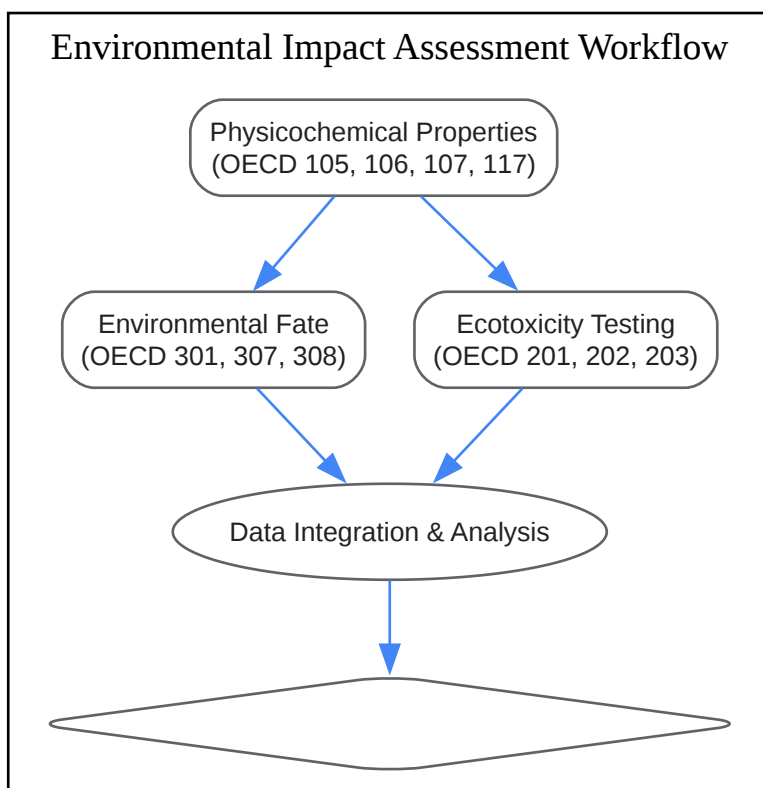 Environmental Impact Assessment Workflow
Physicochemical Properties
(OECD 105, 106, 107, 117)
Environmental Fate
(OECD 301, 307, 308)
Ecotoxicity Testing
(OECD 201, 202, 203)
Data Integration & Analysis